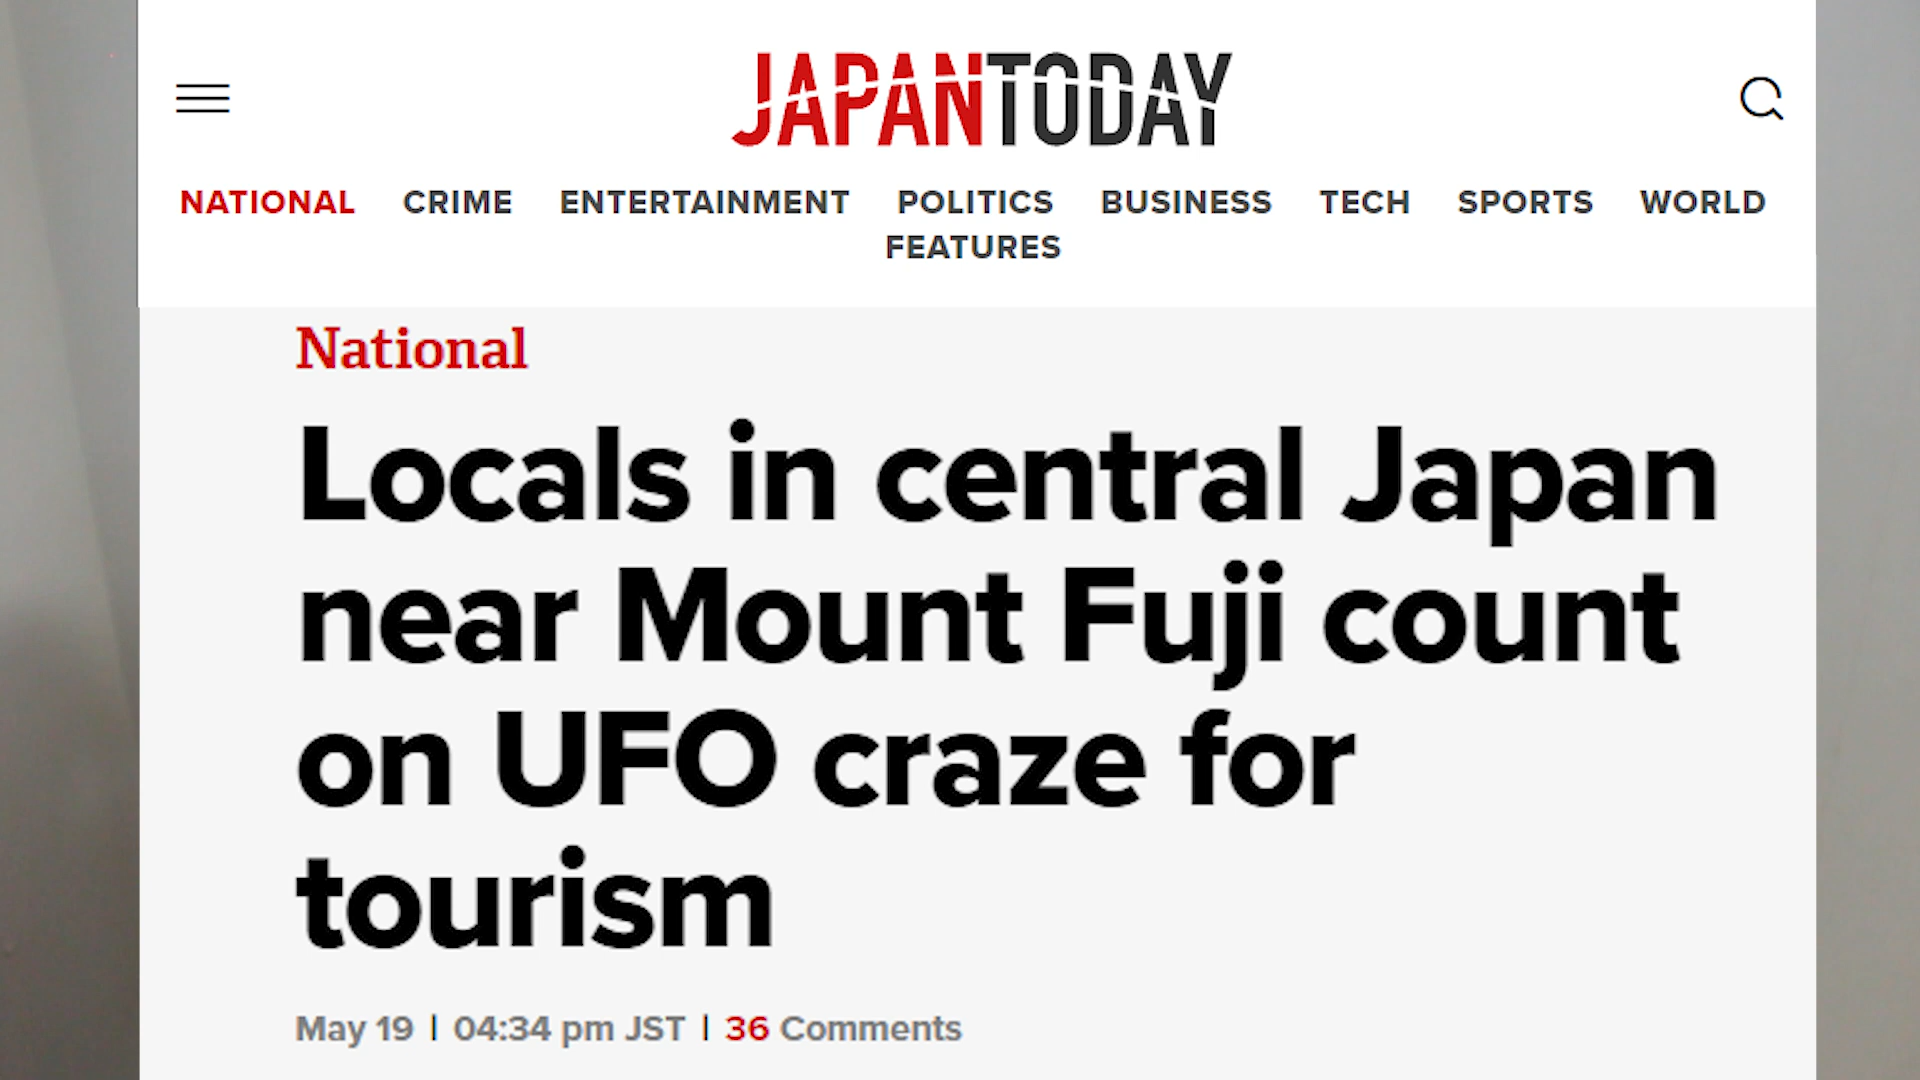 JAPANTODAY
NATIONAL CRIME ENTERTAINMENT POLITICS BUSINESS TECH SPORTS WORLD
FEATURES
National
Locals in central Japan
near Mount Fuji count
on UFO craze for
tourism
May 19 | 04:34 pm JST | 36 Comments